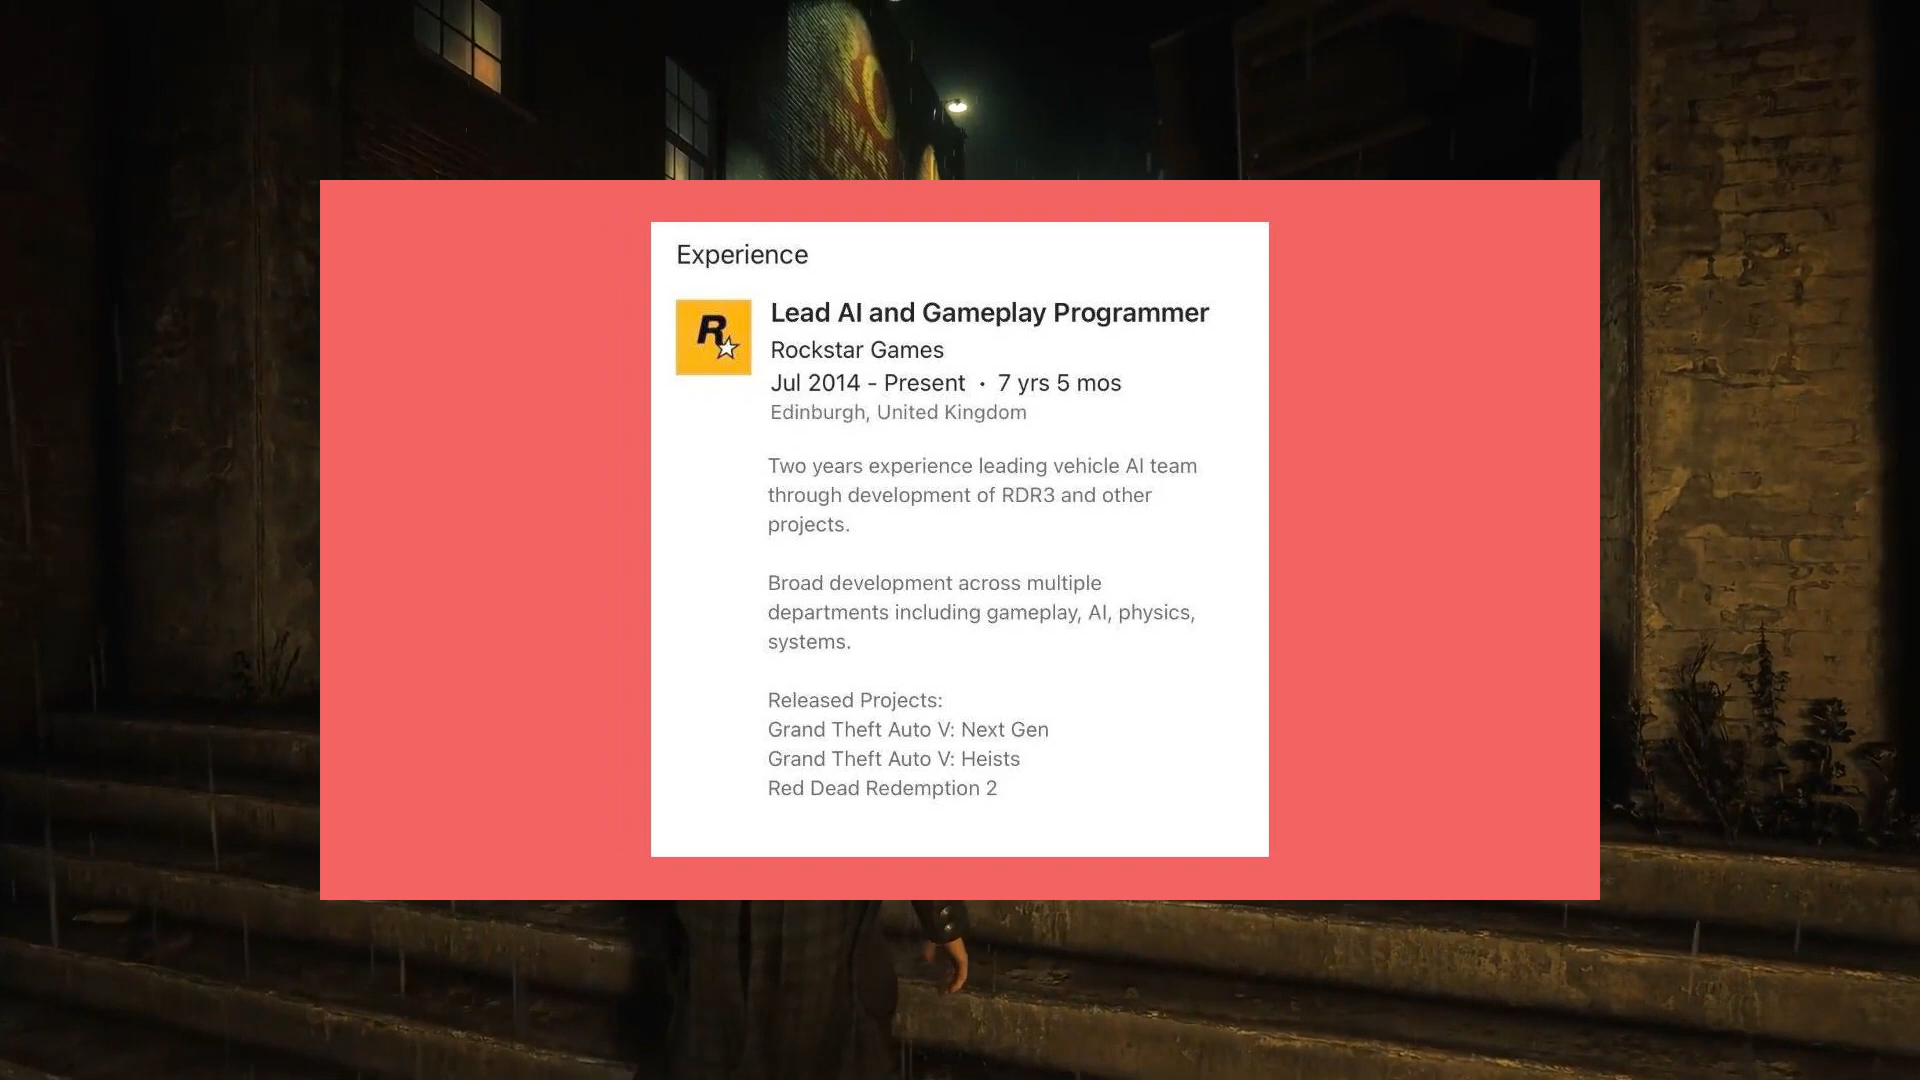 Experience
R
Lead AI and Gameplay Programmer
Rockstar Games
Jul 2014 - Present · 7 yrs 5 mos
Edinburgh, United Kingdom
Two years experience leading vehicle AI team
through development of RDR3 and other
projects.
Broad development across multiple
departments including gameplay, AI, physics,
systems.
Released Projects:
Grand Theft Auto V: Next Gen
Grand Theft Auto V: Heists
Red Dead Redemption 2